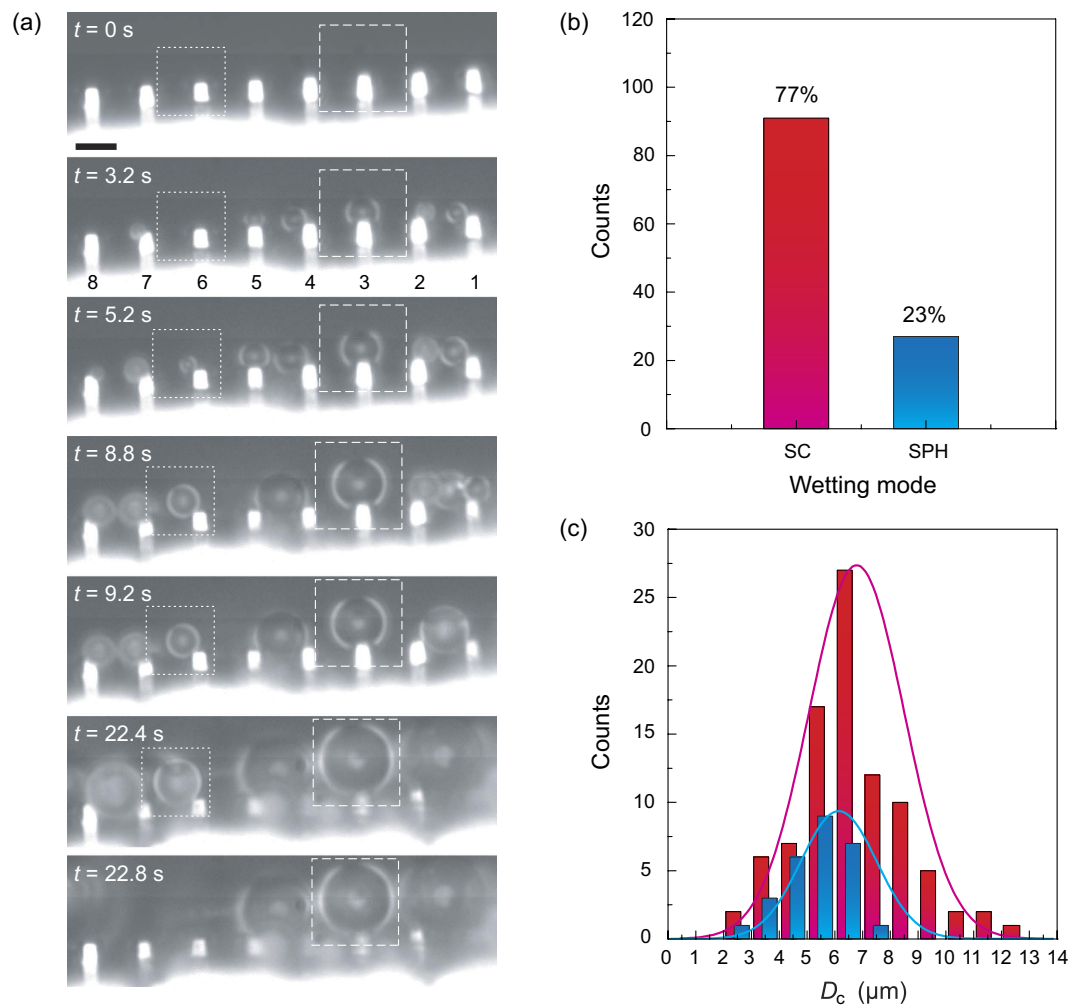 (a)
t = 0 s
t = 3.2 s
8 7 6 5 4 3 2 1
t = 5.2 s
t = 8.8 s
t = 9.2 s
t = 22.4 s
t = 22.8 s
(b)
120
100
80
60
40
20
0
Counts
77%
23%
SC SPH
Wetting mode
(c)
30
25
20
15
10
5
0
Counts
0 1 2 3 4 5 6 7 8 9 10 11 12 13 14
Dc (μm)